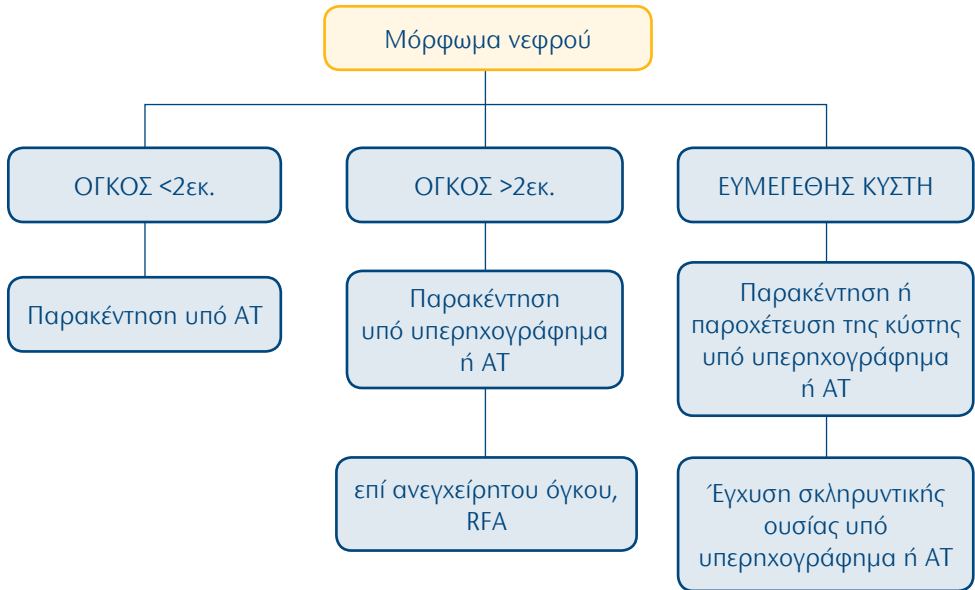 Μόρφωμα νεφρού
ΟΓΚΟΣ <2εκ.
ΟΓΚΟΣ >2εκ.
ΕΥΜΕΓΕΘΗΣ ΚΥΣΤΗ
Παρακέντηση υπό ΑΤ
Παρακέντηση
υπό υπερηχογράφημα
ή ΑΤ
Παρακέντηση ή
παροχέτευση της κύστης
υπό υπερηχογράφημα
ή ΑΤ
επί ανεγχείρητου όγκου,
RFA
Έγχυση σκληρυντικής
ουσίας υπό
υπερηχογράφημα ή ΑΤ